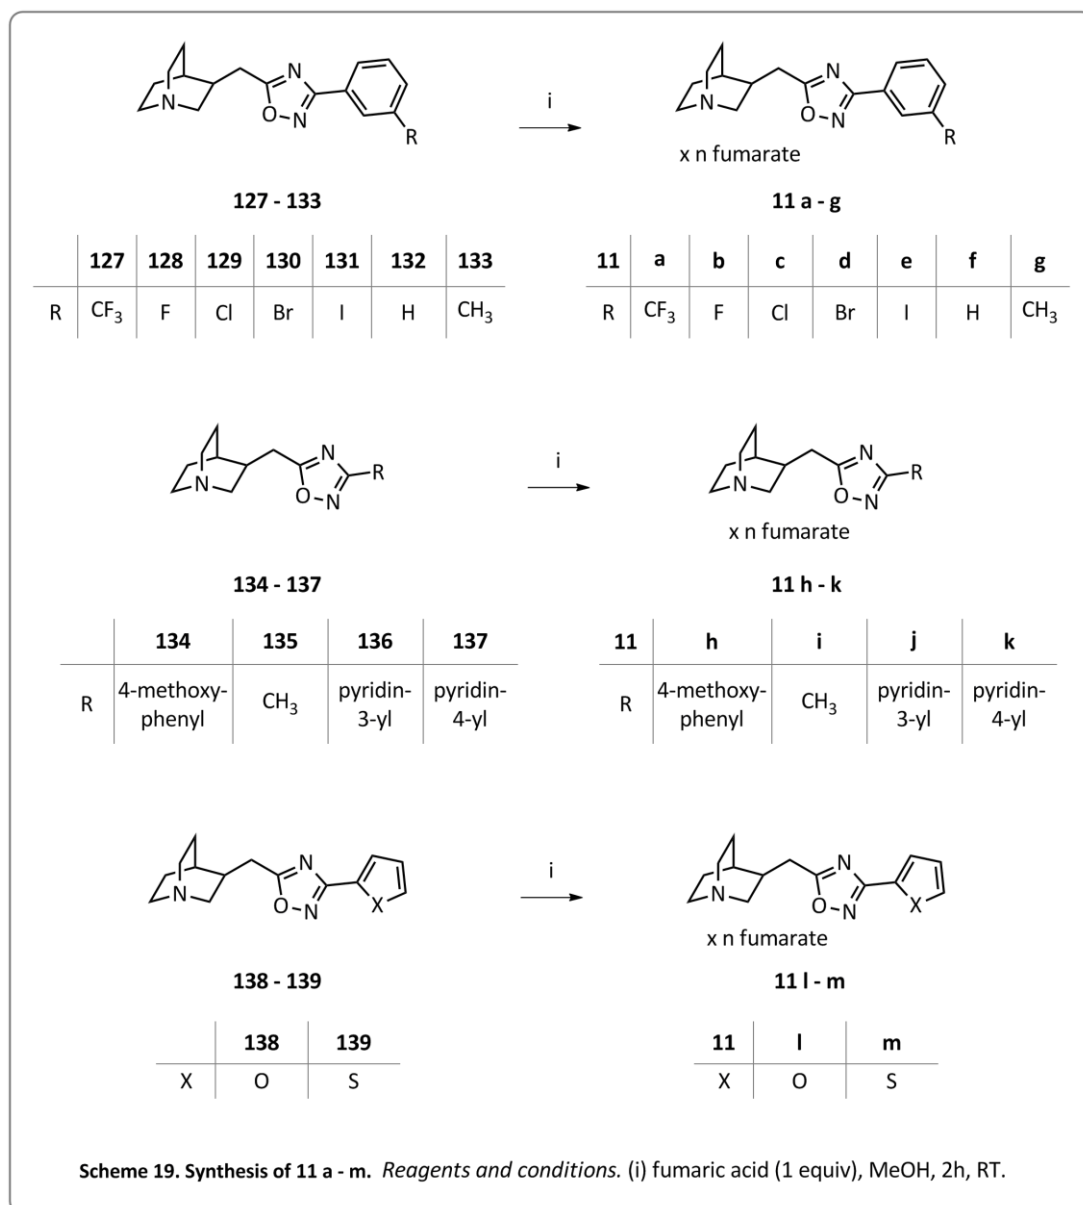 N N O N R i N N O N R
x n fumarate
127 - 133 11 a - g
127 128 129 130 131 132 133 11 a b c d e f g
R CF3 F Cl Br I H CH3 R CF3 F Cl Br I H CH3
N N O N R i N N O N R
x n fumarate
134 - 137 11 h - k
134 135 136 137 11 h i j k
R 4-methoxy-phenyl CH3 pyridin-3-yl pyridin-4-yl R 4-methoxy-phenyl CH3 pyridin-3-yl pyridin-4-yl
N N O N X i N N O N X
x n fumarate
138 - 139 11 l - m
138 139 11 l m
X O S X O S
Scheme 19. Synthesis of 11 a - m. Reagents and conditions. (i) fumaric acid (1 equiv), MeOH, 2h, RT.